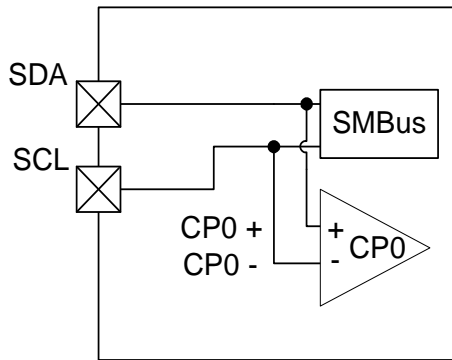 SDA
SMBus
SCL
CP0 +
+
CP0
CP0 -
-